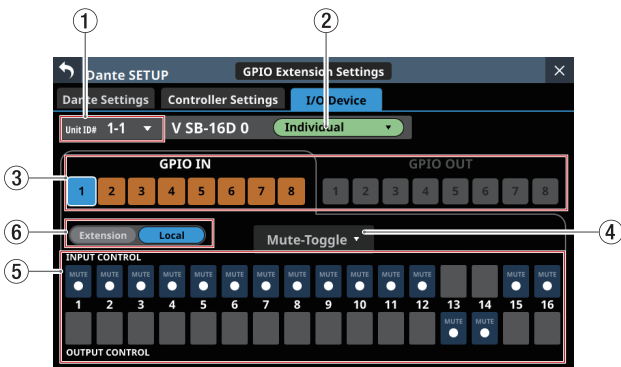 1 2
Dante SETUP GPIO Extension Settings ×
Dante Settings Controller Settings I/O Device
Unit ID# 1-1 V SB-16D 0 Individual
GPIO IN GPIO OUT
3
1 2 3 4 5 6 7 8 1 2 3 4 5 6 7 8
6 Extension Local Mute-Toggle 4
5 INPUT CONTROL
MUTE MUTE MUTE MUTE MUTE MUTE MUTE MUTE MUTE MUTE MUTE MUTE MUTE MUTE
1 2 3 4 5 6 7 8 9 10 11 12 13 14 15 16
MUTE MUTE
OUTPUT CONTROL